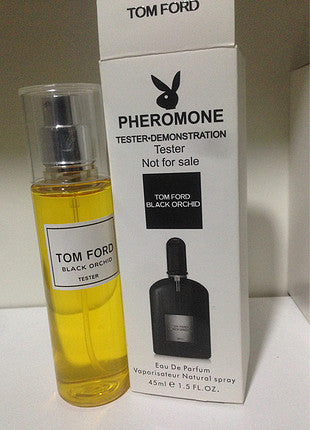 TOM FORD
PHEROMONE
TESTER•DEMONSTRATION
Tester
Not for sale
TOM FORD
BLACK ORCHID
Eau De Parfum
Vaporisateur Natural spray
45ml ℮ 1.5 FL.OZ.
TOM FORD
BLACK ORCHID
TESTER